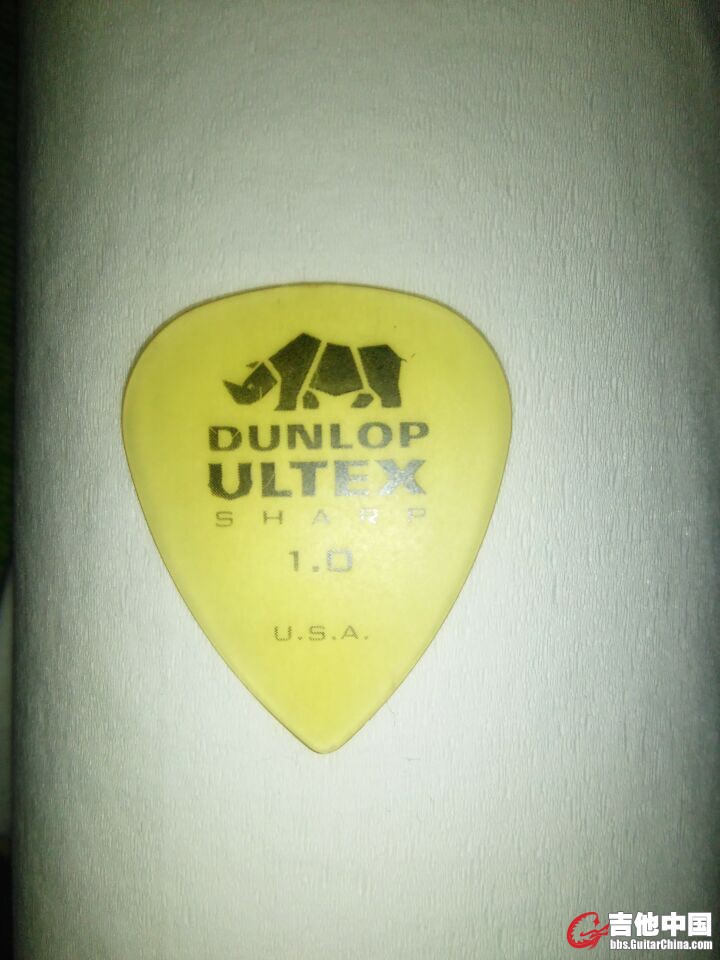 DUNLOP
ULTEX
SHARP
1.0
U.S.A.
吉他中国
bbs.GuitarChina.com